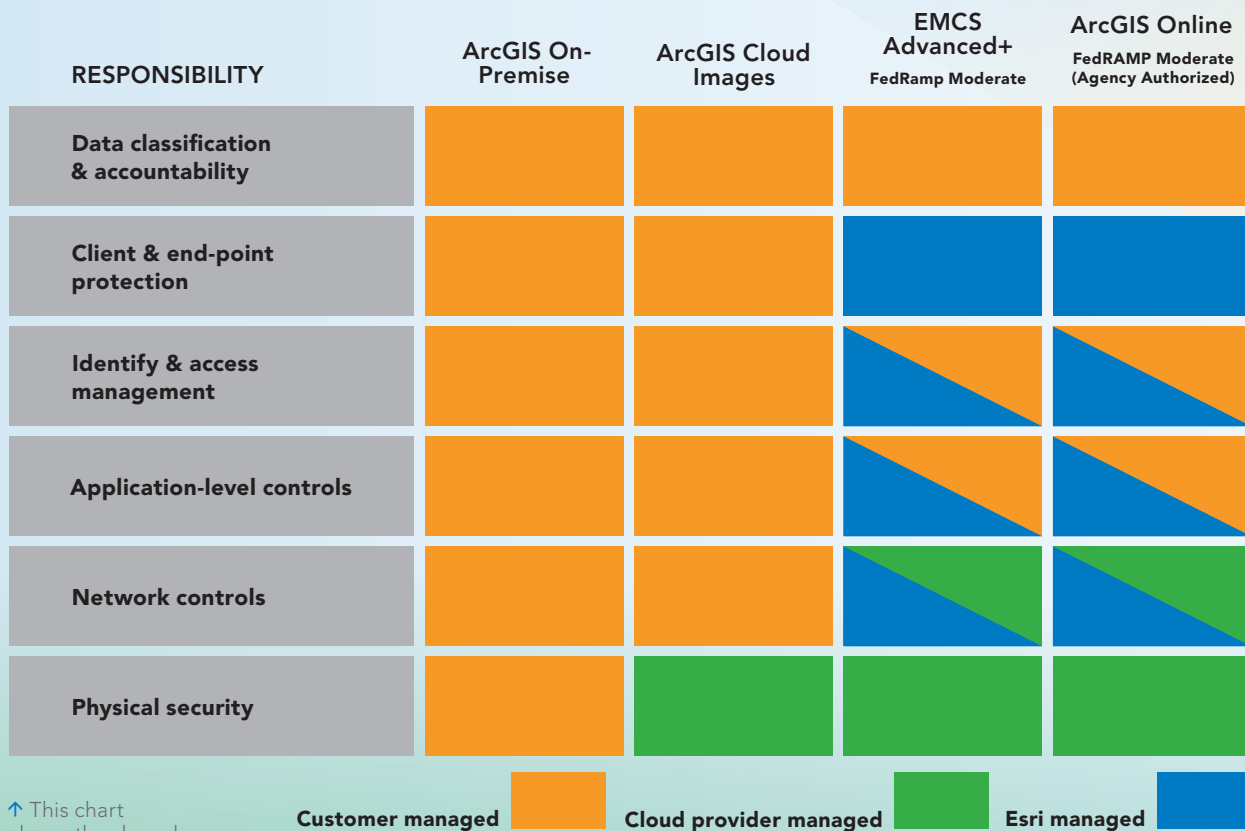 RESPONSIBILITY
ArcGIS On-
Premise
ArcGIS Cloud
Images
EMCS
Advanced+
FedRamp Moderate
ArcGIS Online
FedRAMP Moderate
(Agency Authorized)
Data classification
& accountability
Client & end-point
protection
Identify & access
management
Application-level controls
Network controls
Physical security
↑ This chart
Customer managed
Cloud provider managed
Esri managed